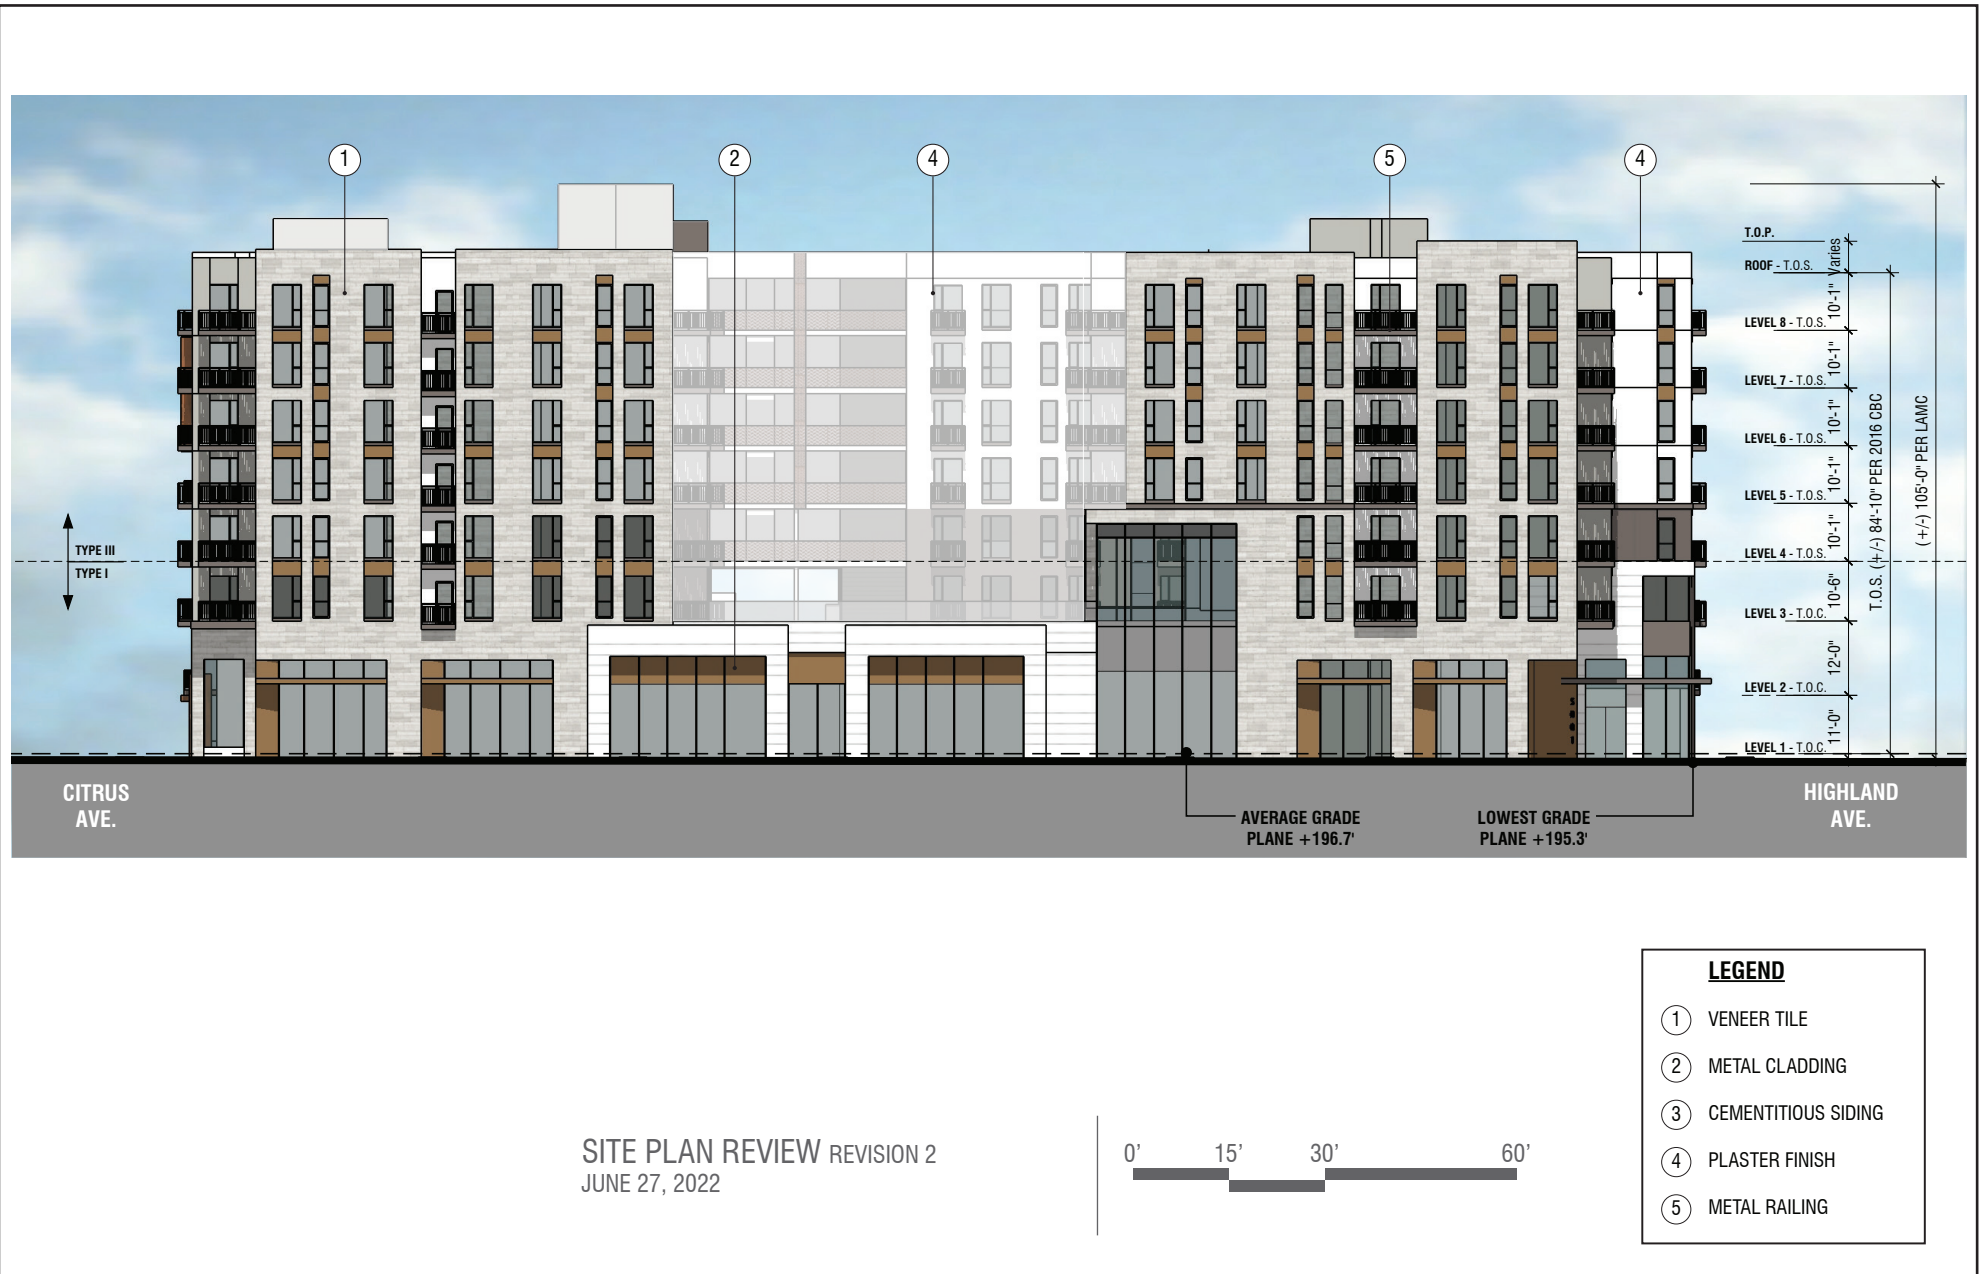 1
2
4
5
4
T.O.P.
Varies
ROOF - T.O.S.
10'-1"
LEVEL 8 - T.O.S.
10'-1"
LEVEL 7 - T.O.S.
10'-1"
LEVEL 6 - T.O.S.
10'-1"
LEVEL 5 - T.O.S.
10'-1"
LEVEL 4 - T.O.S.
10'-6"
LEVEL 3 - T.O.C.
12'-0"
LEVEL 2 - T.O.C.
11'-0"
LEVEL 1 - T.O.C.
T.O.S. (+/-) 84'-10" PER 2016 CBC
(+/-) 105'-0" PER LAMC
TYPE III
TYPE I
CITRUS
AVE.
AVERAGE GRADE
PLANE +196.7'
LOWEST GRADE
PLANE +195.3'
HIGHLAND
AVE.
LEGEND
1 VENEER TILE
2 METAL CLADDING
3 CEMENTITIOUS SIDING
4 PLASTER FINISH
5 METAL RAILING
SITE PLAN REVIEW REVISION 2
JUNE 27, 2022
0' 15' 30' 60'